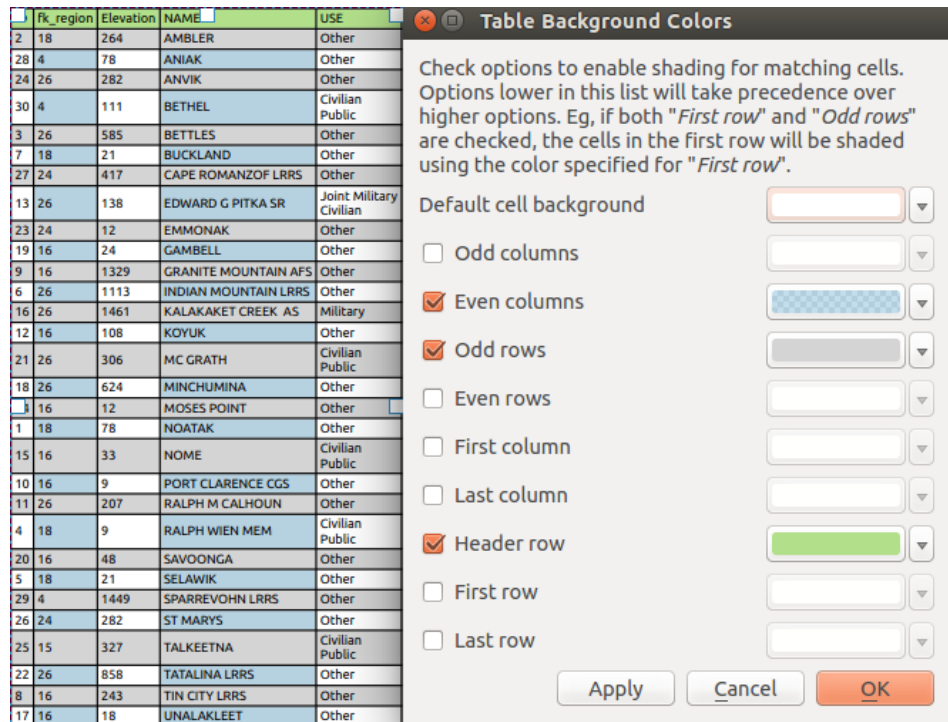 fk_region Elevation NAME USE
2 18 264 AMBLER Other
28 4 78 ANIAK Other
24 26 282 ANVIK Other
30 4 111 BETHEL Civilian
Public
3 26 585 BETTLES Other
7 18 21 BUCKLAND Other
27 24 417 CAPE ROMANZOF LRRS Other
13 26 138 EDWARD G PITKA SR Joint Military
Civilian
23 24 12 EMMONAK Other
19 16 24 GAMBELL Other
9 16 1329 GRANITE MOUNTAIN AFS Other
6 26 1113 INDIAN MOUNTAIN LRRS Other
16 26 1461 KALAKAKET CREEK AS Military
12 16 108 KOYUK Other
21 26 306 MC GRATH Civilian
Public
18 26 624 MINCHUMINA Other
16 12 MOSES POINT Other
1 18 78 NOATAK Other
15 16 33 NOME Civilian
Public
10 16 9 PORT CLARENCE CGS Other
11 26 207 RALPH M CALHOUN Other
4 18 9 RALPH WIEN MEM Civilian
Public
20 16 48 SAVOONGA Other
5 18 21 SELAWIK Other
29 4 1449 SPARREVOHN LRRS Other
26 24 282 ST MARYS Other
25 15 327 TALKEETNA Civilian
Public
22 26 858 TATALINA LRRS Other
8 16 243 TIN CITY LRRS Other
17 16 18 UNALAKLEET Other
Table Background Colors
Check options to enable shading for matching cells.
Options lower in this list will take precedence over
higher options. Eg, if both "First row" and "Odd rows"
are checked, the cells in the first row will be shaded
using the color specified for "First row".
Default cell background
Odd columns
Even columns
Odd rows
Even rows
First column
Last column
Header row
First row
Last row
Apply Cancel OK